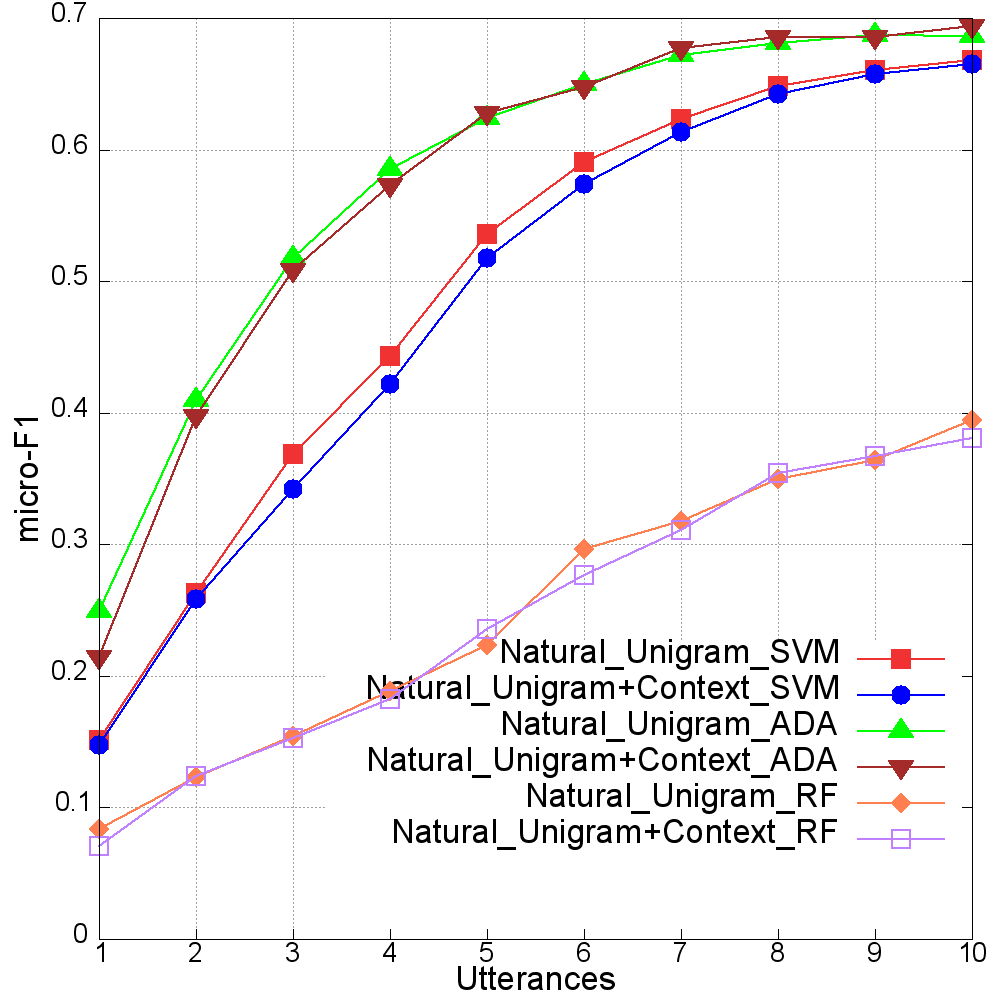 0.7
0.6
0.5
0.4
0.3
0.2
0.1
0
micro-F1
Natural_Unigram_SVM
Natural_Unigram+Context_SVM
Natural_Unigram_ADA
Natural_Unigram+Context_ADA
Natural_Unigram_RF
Natural_Unigram+Context_RF
1 2 3 4 5 6 7 8 9 10
Utterances